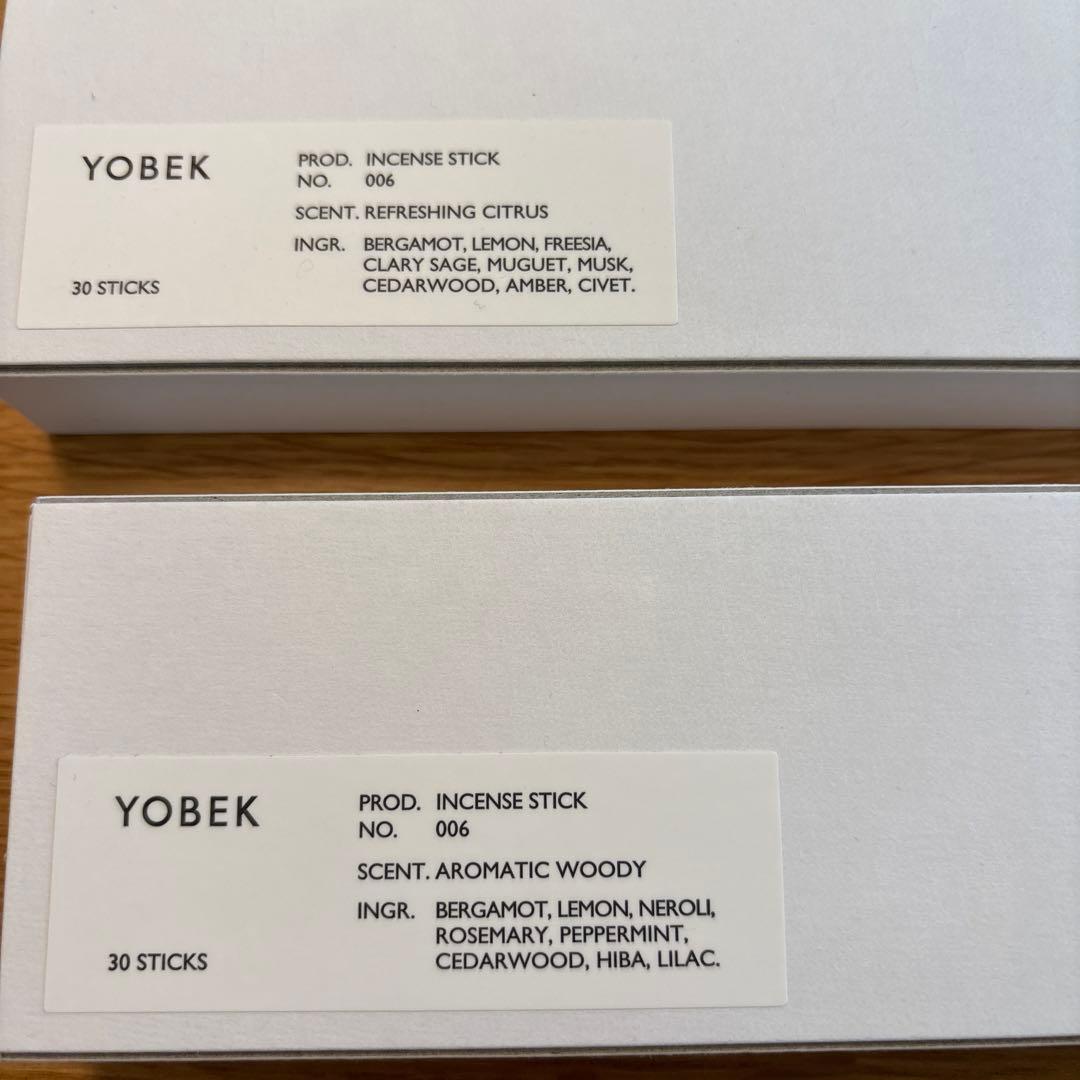 YOBEK
PROD. INCENSE STICK
NO. 006
SCENT. REFRESHING CITRUS
INGR. BERGAMOT, LEMON, FREESIA,
CLARY SAGE, MUGUET, MUSK,
CEDARWOOD, AMBER, CIVET.
30 STICKS
YOBEK
PROD. INCENSE STICK
NO. 006
SCENT. AROMATIC WOODY
INGR. BERGAMOT, LEMON, NEROLI,
ROSEMARY, PEPPERMINT,
CEDARWOOD, HIBA, LILAC.
30 STICKS